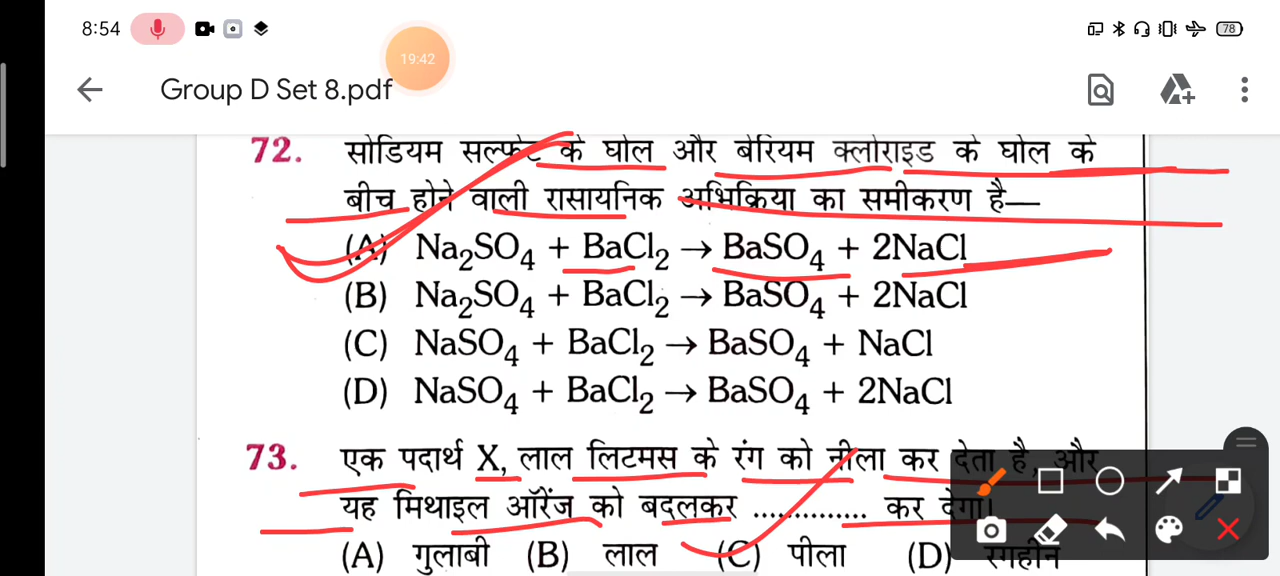 8:54
78
19:42
Group D Set 8.pdf
72. सोडियम सल्फेट के घोल और बेरियम क्लोराइड के घोल के
बीच होने वाली रासायनिक अभिक्रिया का समीकरण है—
(A) Na₂SO₄ + BaCl₂ → BaSO₄ + 2NaCl
(B) Na₂SO₄ + BaCl₂ → BaSO₄ + 2NaCl
(C) NaSO₄ + BaCl₂ → BaSO₄ + NaCl
(D) NaSO₄ + BaCl₂ → BaSO₄ + 2NaCl
73. एक पदार्थ X, लाल लिटमस के रंग को नीला कर देता है, और
यह मिथाइल ऑरेंज को बदलकर .............. कर देगा।
(A) गुलाबी (B) लाल (C) पीला (D) रंगहीन